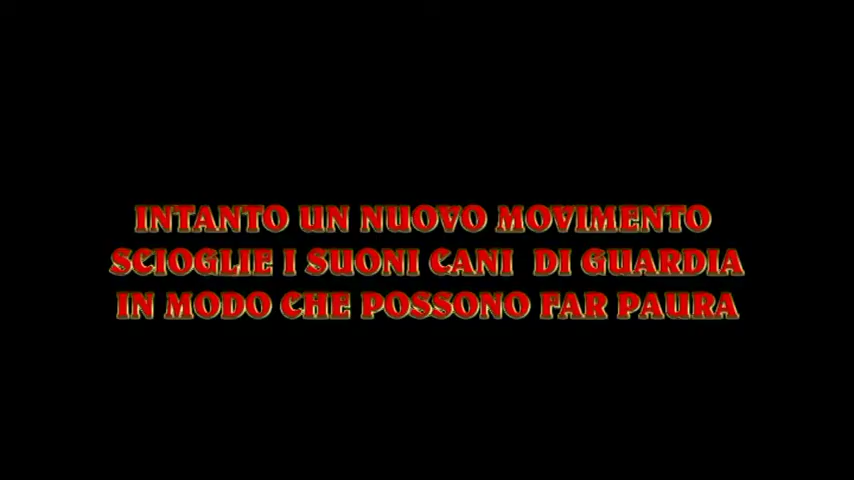 INTANTO UN NUOVO MOVIMENTO
SCIOGLIE I SUONI CANI DI GUARDIA
IN MODO CHE POSSONO FAR PAURA